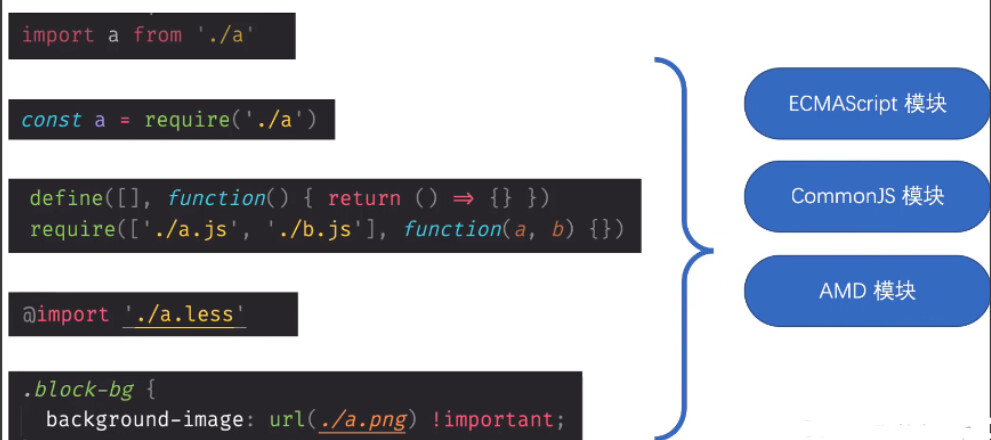 import a from './a'
const a = require('./a')
define([], function() { return () => {} })
require(['./a.js', './b.js'], function(a, b) {})
@import './a.less'
.block-bg {
background-image: url(./a.png) !important;
ECMAScript 模块
CommonJS 模块
AMD 模块